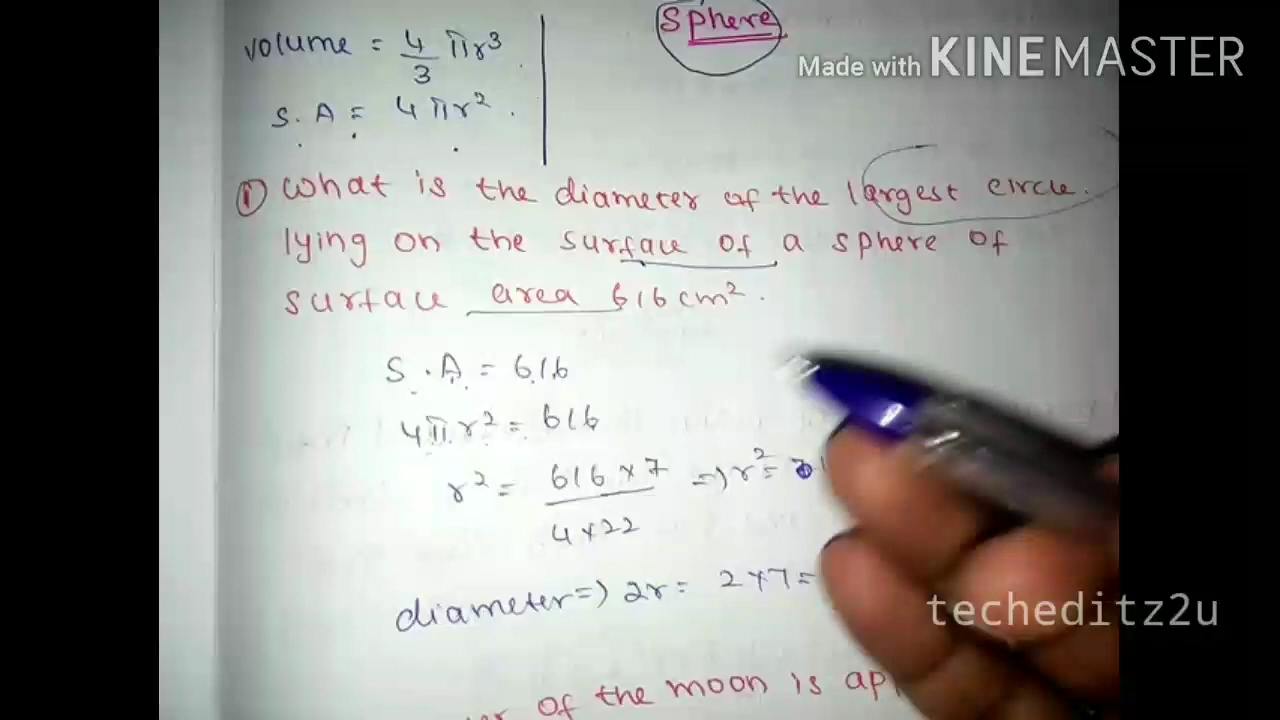 Sphere
Made with KINEMASTER
volume = 4/3 πr³
S.A = 4πr².
① What is the diameter of the largest circle.
lying on the surface of a sphere of
surface area 616 cm².
S.A = 616
4πr² = 616
r² = 616 × 7 / 4 × 22 => r² =
diameter => 2r = 2×7 =
techeditz2u
of the moon is